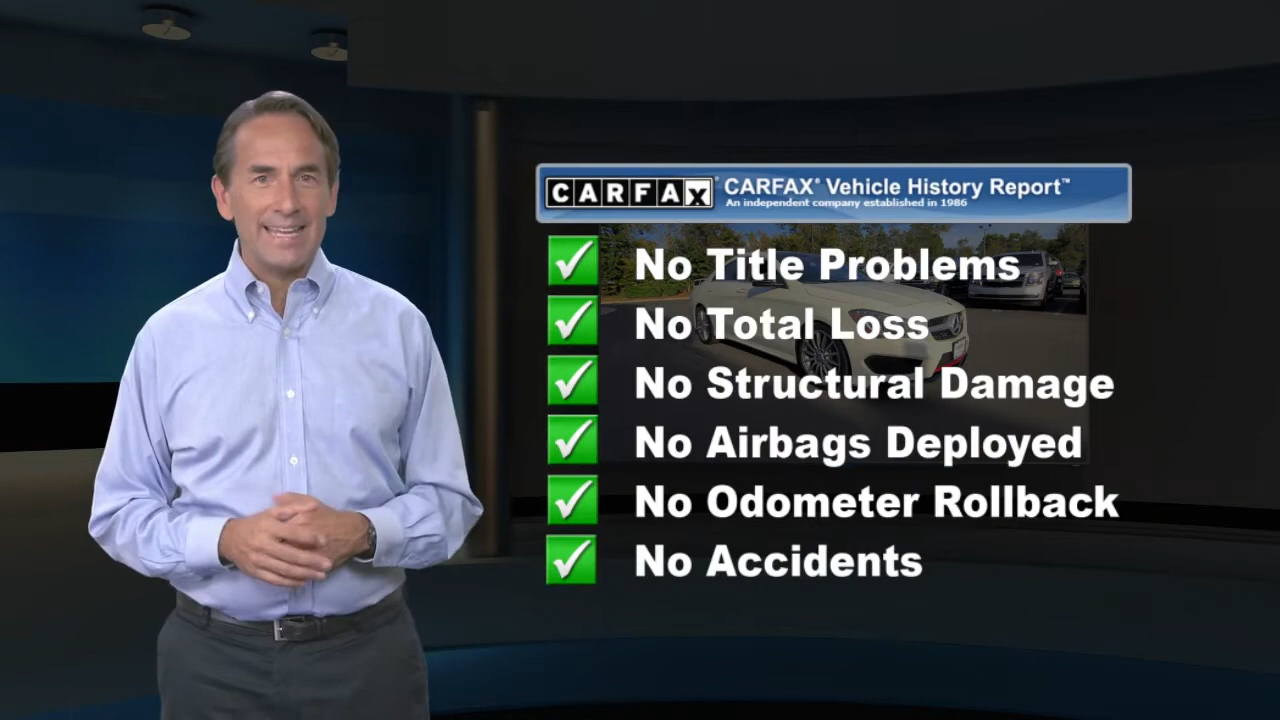 CARFAX® CARFAX® Vehicle History Report™
An independent company established in 1986
No Title Problems
No Total Loss
No Structural Damage
No Airbags Deployed
No Odometer Rollback
No Accidents